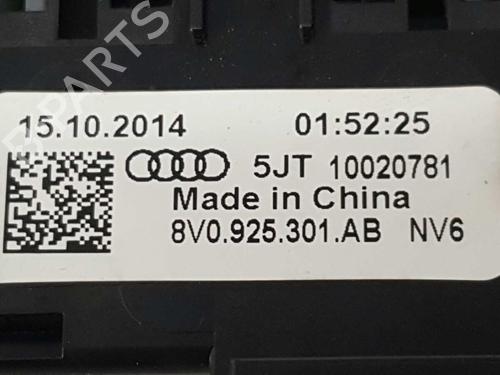 B-PARTS
15.10.2014 01:52:25
5JT 10020781
Made in China
8V0.925.301.AB NV6